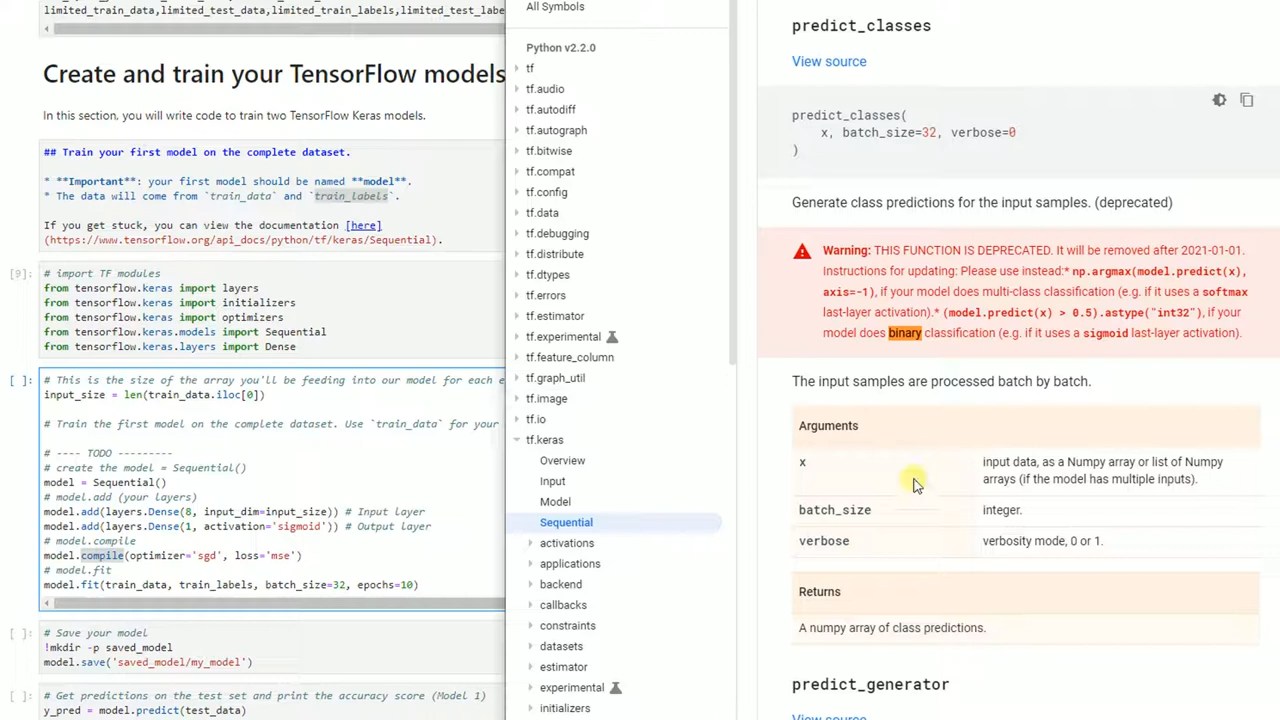 limited_train_data, limited_test_data, limited_train_labels,limited_test_labe
Create and train your TensorFlow models
In this section, you will write code to train two TensorFlow Keras models.
## Train your first model on the complete dataset.
* **Important**: your first model should be named **model**.
* The data will come from `train_data` and `train_labels`.
If you get stuck, you can view the documentation [here]
(https://www.tensorflow.org/api_docs/python/tf/keras/Sequential).
[9]:
# import TF modules
from tensorflow.keras import layers
from tensorflow.keras import initializers
from tensorflow.keras import optimizers
from tensorflow.keras.models import Sequential
from tensorflow.keras.layers import Dense
[ ]:
# This is the size of the array you'll be feeding into our model for each e
input_size = len(train_data.iloc[0])
# Train the first model on the complete dataset. Use `train_data` for your
# ---- TODO ---------
# create the model = Sequential()
model = Sequential()
# model.add (your layers)
model.add(layers.Dense(8, input_dim=input_size)) # Input layer
model.add(layers.Dense(1, activation='sigmoid')) # Output layer
# model.compile
model.compile(optimizer='sgd', loss='mse')
# model.fit
model.fit(train_data, train_labels, batch_size=32, epochs=10)
[ ]:
# Save your model
!mkdir -p saved_model
model.save('saved_model/my_model')
[ ]:
# Get predictions on the test set and print the accuracy score (Model 1)
y_pred = model.predict(test_data)
All Symbols
Python v2.2.0
tf
tf.audio
tf.autodiff
tf.autograph
tf.bitwise
tf.compat
tf.config
tf.data
tf.debugging
tf.distribute
tf.dtypes
tf.errors
tf.estimator
tf.experimental
tf.feature_column
tf.graph_util
tf.image
tf.io
tf.keras
Overview
Input
Model
Sequential
activations
applications
backend
callbacks
constraints
datasets
estimator
experimental
initializers
predict_classes
View source
predict_classes(
x, batch_size=32, verbose=0
)
Generate class predictions for the input samples. (deprecated)
Warning: THIS FUNCTION IS DEPRECATED. It will be removed after 2021-01-01.
Instructions for updating: Please use instead:* np.argmax(model.predict(x),
axis=-1), if your model does multi-class classification (e.g. if it uses a softmax
last-layer activation).* (model.predict(x) > 0.5).astype("int32"), if your
model does binary classification (e.g. if it uses a sigmoid last-layer activation).
The input samples are processed batch by batch.
Arguments
x input data, as a Numpy array or list of Numpy
arrays (if the model has multiple inputs).
batch_size integer.
verbose verbosity mode, 0 or 1.
Returns
A numpy array of class predictions.
predict_generator
View source